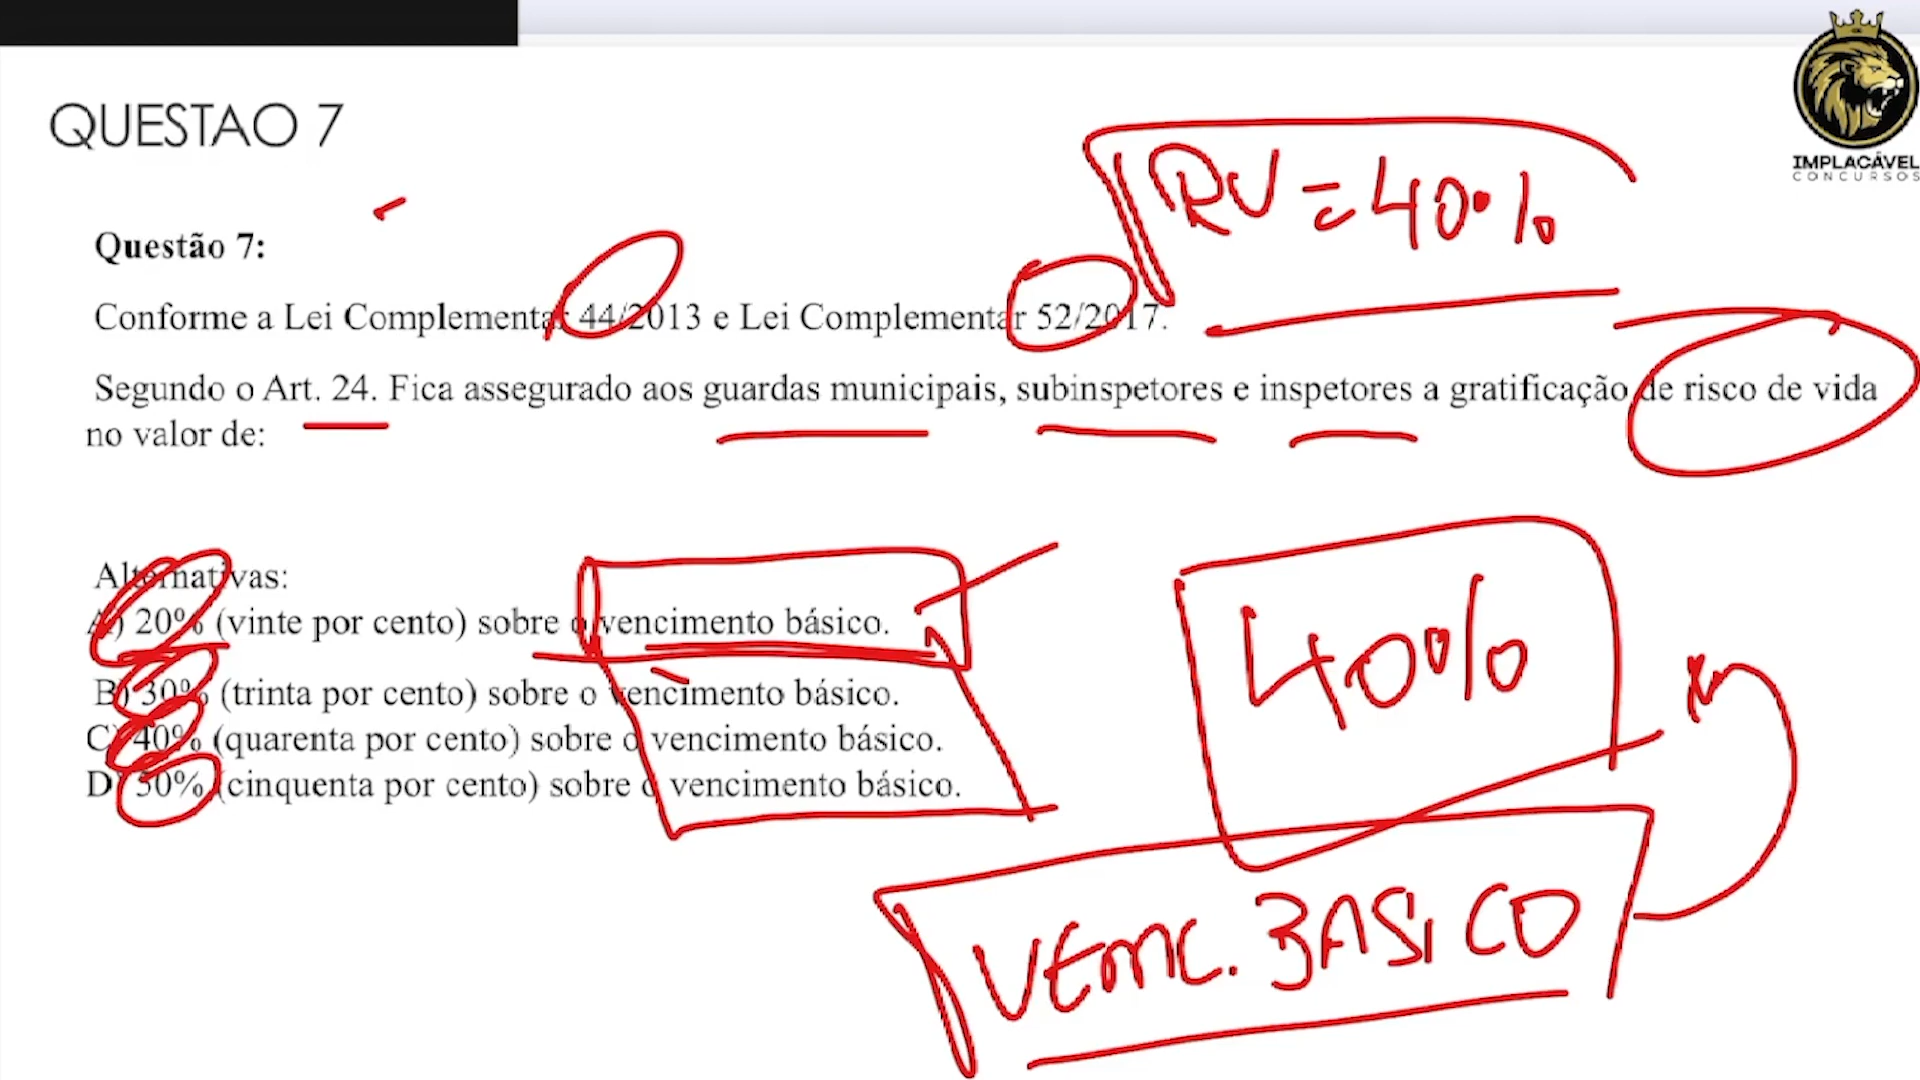 QUESTAO 7
IMPLACÁVEL
CONCURSOS
RV = 40%
Questão 7:
Conforme a Lei Complementar 44/2013 e Lei Complementar 52/2017.
Segundo o Art. 24. Fica assegurado aos guardas municipais, subinspetores e inspetores a gratificação de risco de vida
no valor de:
Alternativas:
A) 20% (vinte por cento) sobre o vencimento básico.
B) 30% (trinta por cento) sobre o vencimento básico.
C) 40% (quarenta por cento) sobre o vencimento básico.
D) 50% (cinquenta por cento) sobre o vencimento básico.
40%
VENC. BASICO